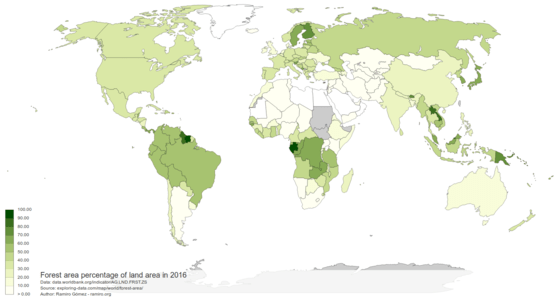 100.00
90.00
80.00
70.00
60.00
50.00
40.00
30.00
20.00
10.00
> 0.00
Forest area percentage of land area in 2016
Data: data.worldbank.org/indicator/AG.LND.FRST.ZS
Source: exploring-data.com/map/world/forest-area/
Author: Ramiro Gómez - ramiro.org